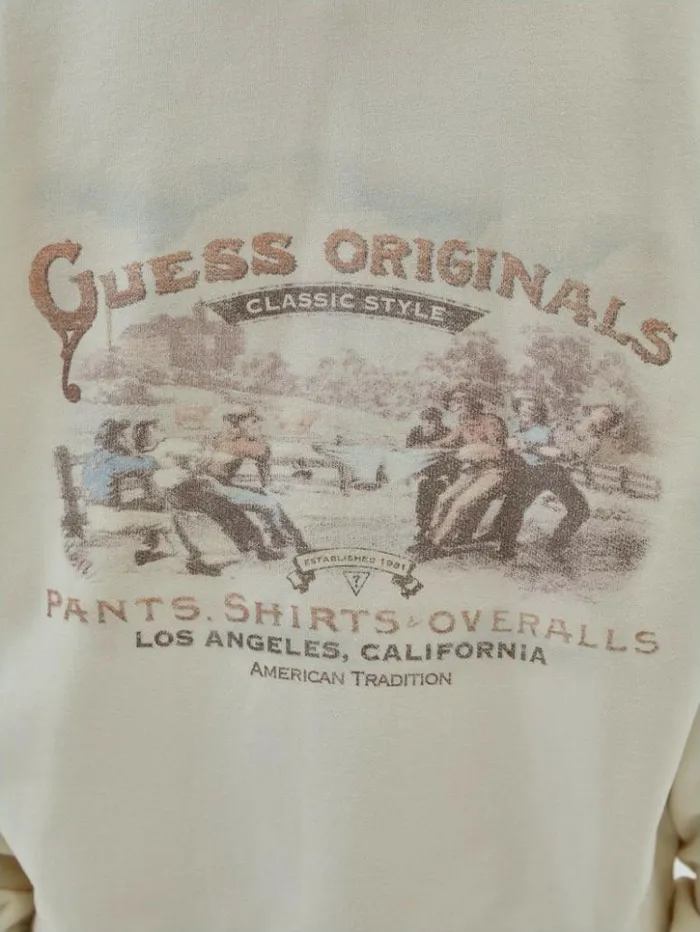 GUESS ORIGINALS
CLASSIC STYLE
ESTABLISHED 1981
?
PANTS. SHIRTS & OVERALLS
LOS ANGELES, CALIFORNIA
AMERICAN TRADITION